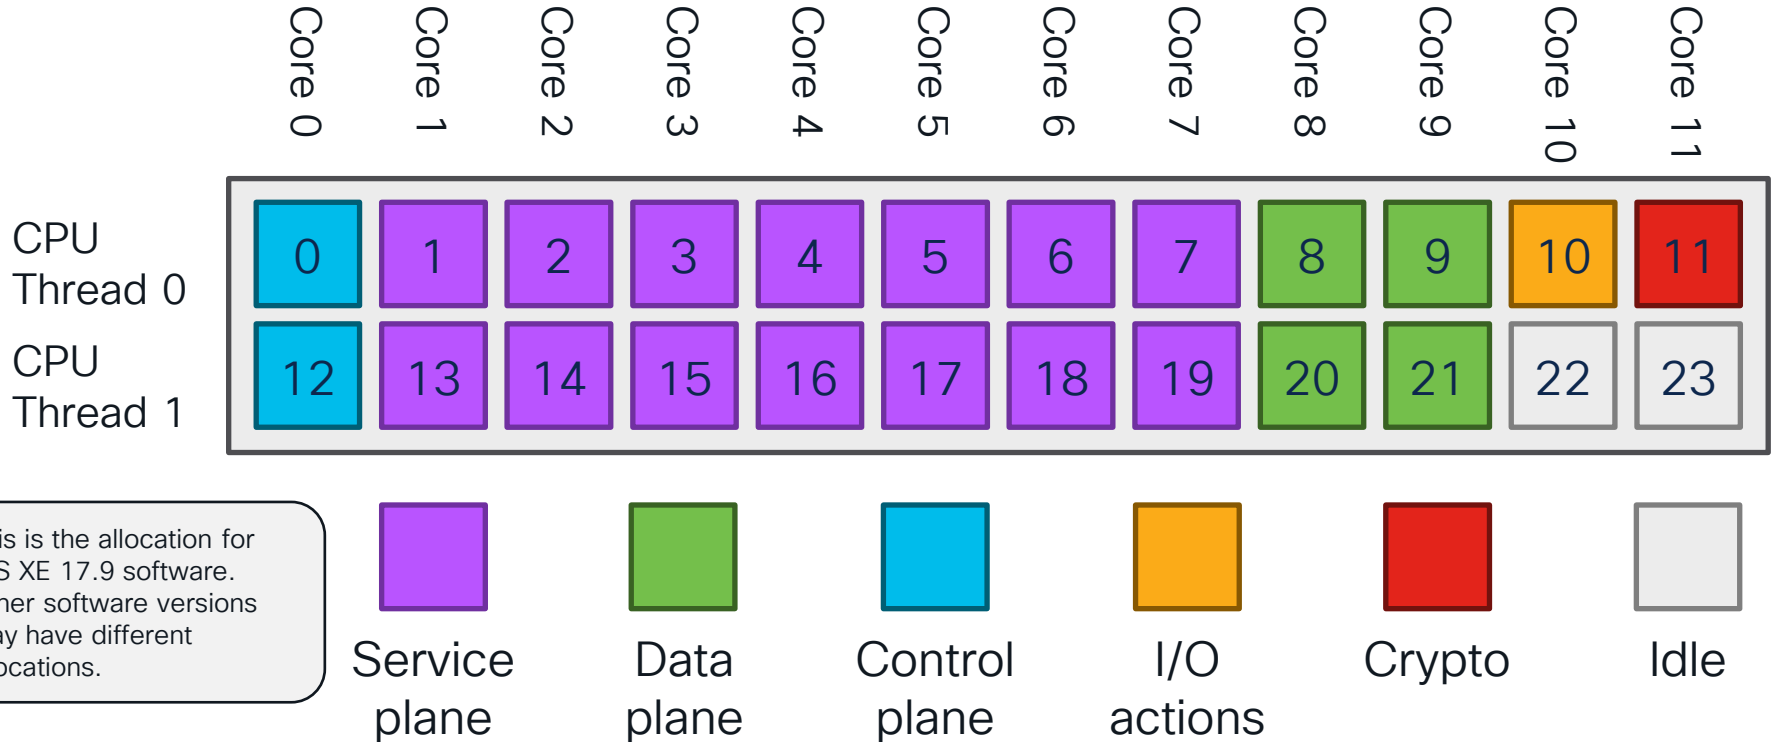 Core 0
Core 1
Core 2
Core 3
Core 4
Core 5
Core 6
Core 7
Core 8
Core 9
Core 10
Core 11
CPU
Thread 0
0 1 2 3 4 5 6 7 8 9 10 11
CPU
Thread 1
12 13 14 15 16 17 18 19 20 21 22 23
is is the allocation for
S XE 17.9 software.
her software versions
ay have different
ocations.
Service
plane
Data
plane
Control
plane
I/O
actions
Crypto
Idle